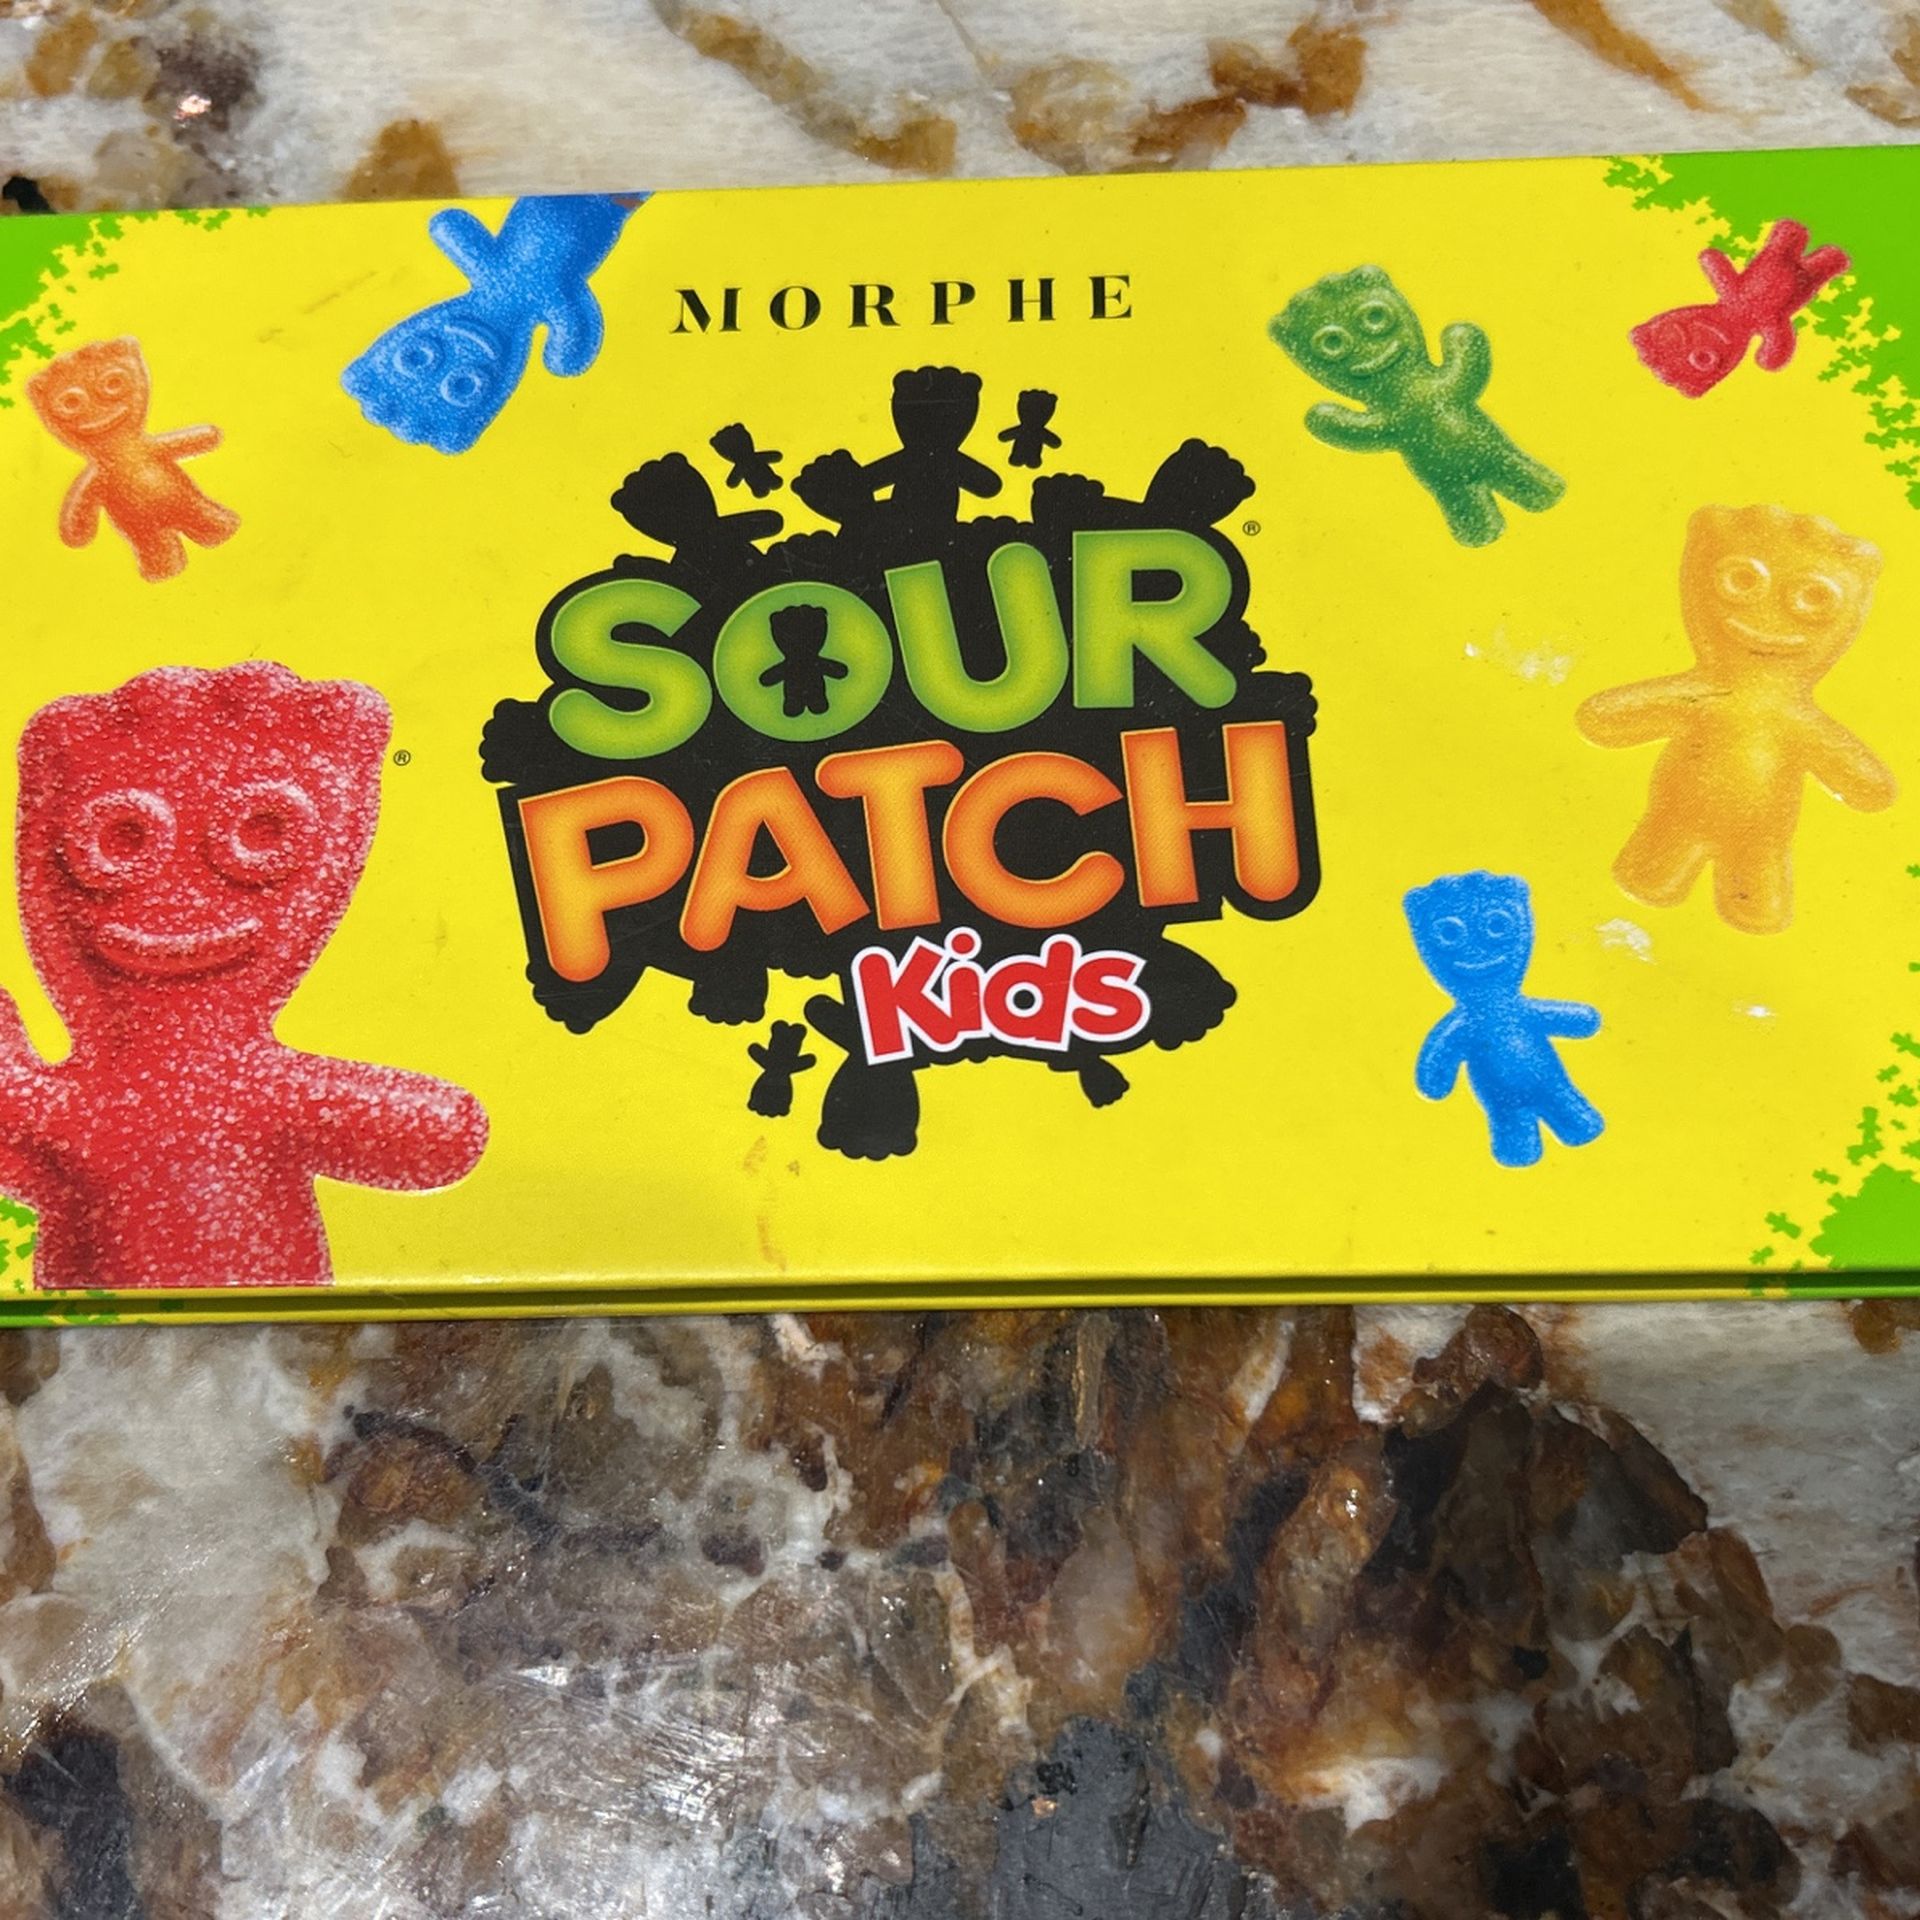 MORPHE
SOUR
®
PATCH
®
Kids